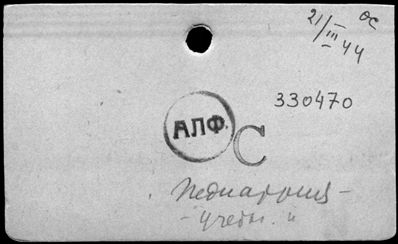 21/III 44 ОС
330470
АЛФ.
С
Педиатрия -
- учебн. и